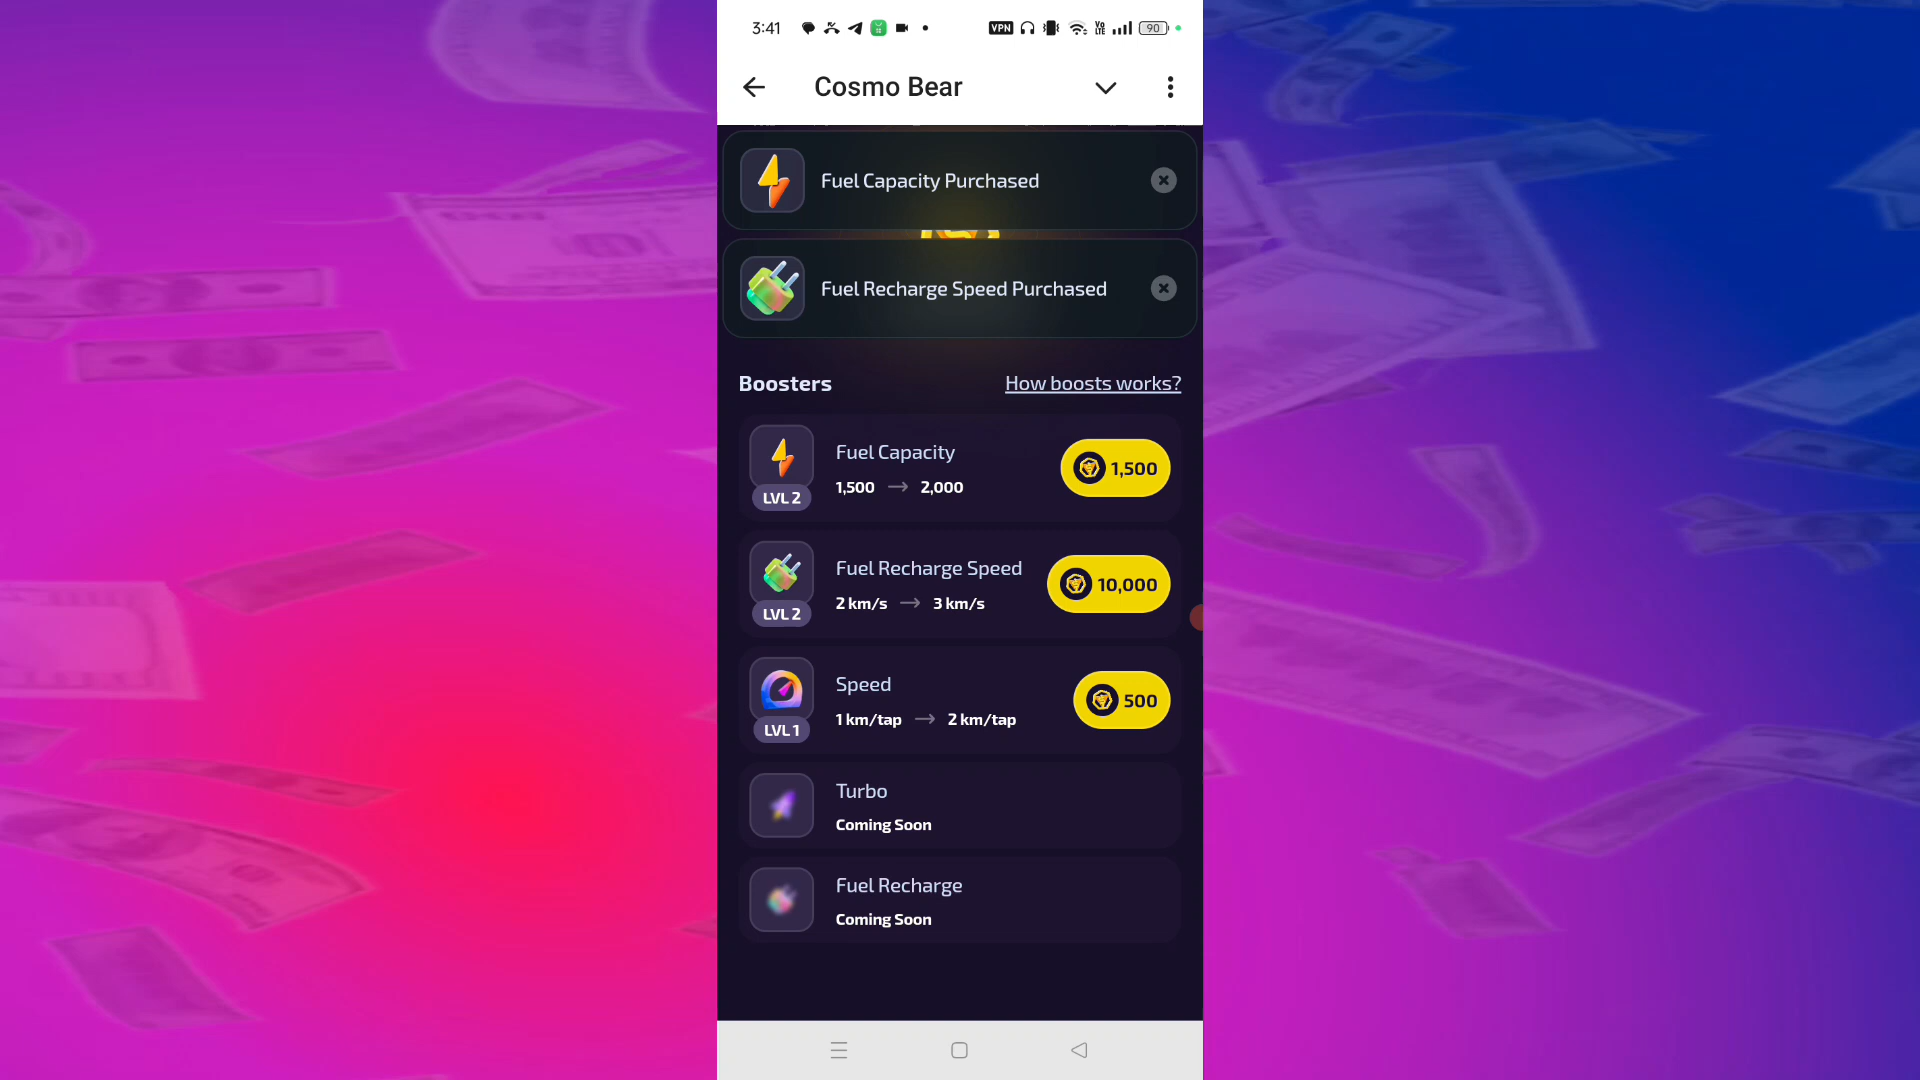 3:41 VPN VO LTE 90
Cosmo Bear
Fuel Capacity Purchased
Fuel Recharge Speed Purchased
Boosters How boosts works?
Fuel Capacity
1,500 → 2,000 1,500
LVL 2
Fuel Recharge Speed
2 km/s → 3 km/s 10,000
LVL 2
Speed
1 km/tap → 2 km/tap 500
LVL 1
Turbo
Coming Soon
Fuel Recharge
Coming Soon